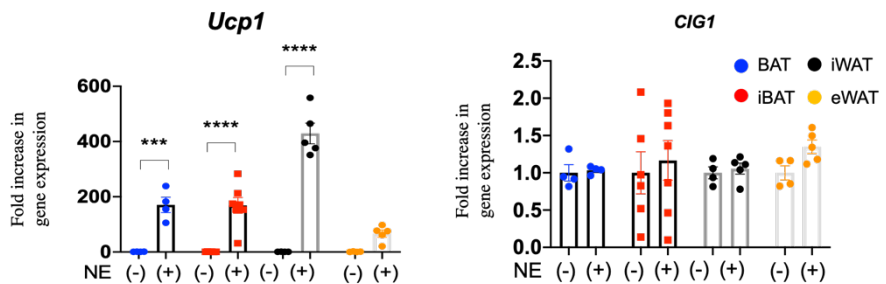 Ucp1
****
****
***
600
400
200
0
Fold increase in
gene expression
NE (-) (+) (-) (+) (-) (+) (-) (+)
CIG1
2.5
2.0
1.5
1.0
0.5
0.0
Fold increase in
gene expression
BAT iWAT
iBAT eWAT
NE (-) (+) (-) (+) (-) (+) (-) (+)